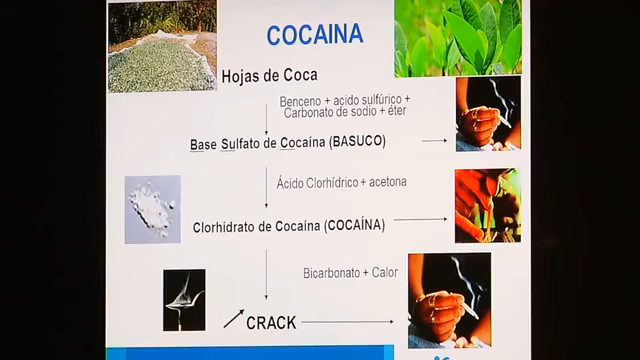 COCAINA
Hojas de Coca
Benceno + acido sulfúrico +
Carbonato de sodio + éter
Base Sulfato de Cocaína (BASUCO)
Ácido Clorhídrico + acetona
Clorhidrato de Cocaína (COCAÍNA)
Bicarbonato + Calor
CRACK